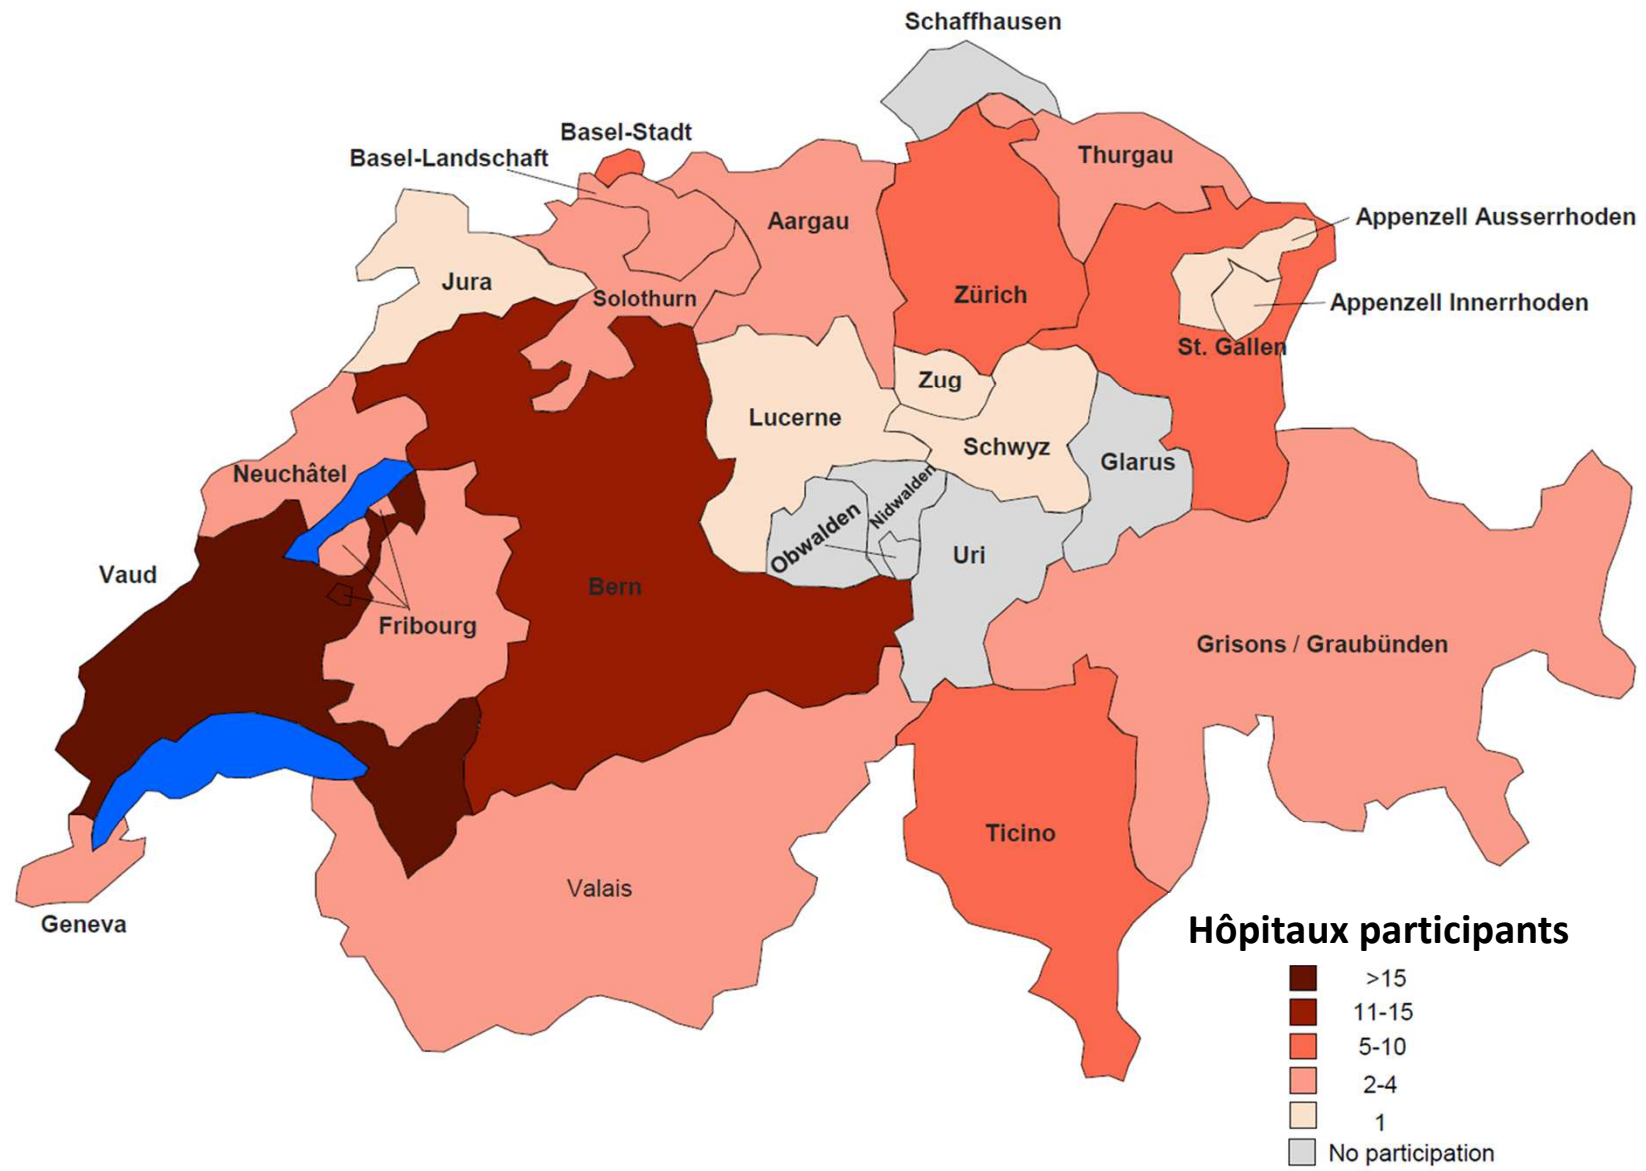 Schaffhausen
Basel-Stadt
Basel-Landschaft
Thurgau
Aargau
Appenzell Ausserrhoden
Jura
Solothurn
Zürich
Appenzell Innerrhoden
St. Gallen
Zug
Lucerne
Schwyz
Glarus
Neuchâtel
Nidwalden
Obwalden
Uri
Vaud
Bern
Fribourg
Grisons / Graubünden
Ticino
Valais
Geneva
Hôpitaux participants
>15
11-15
5-10
2-4
1
No participation